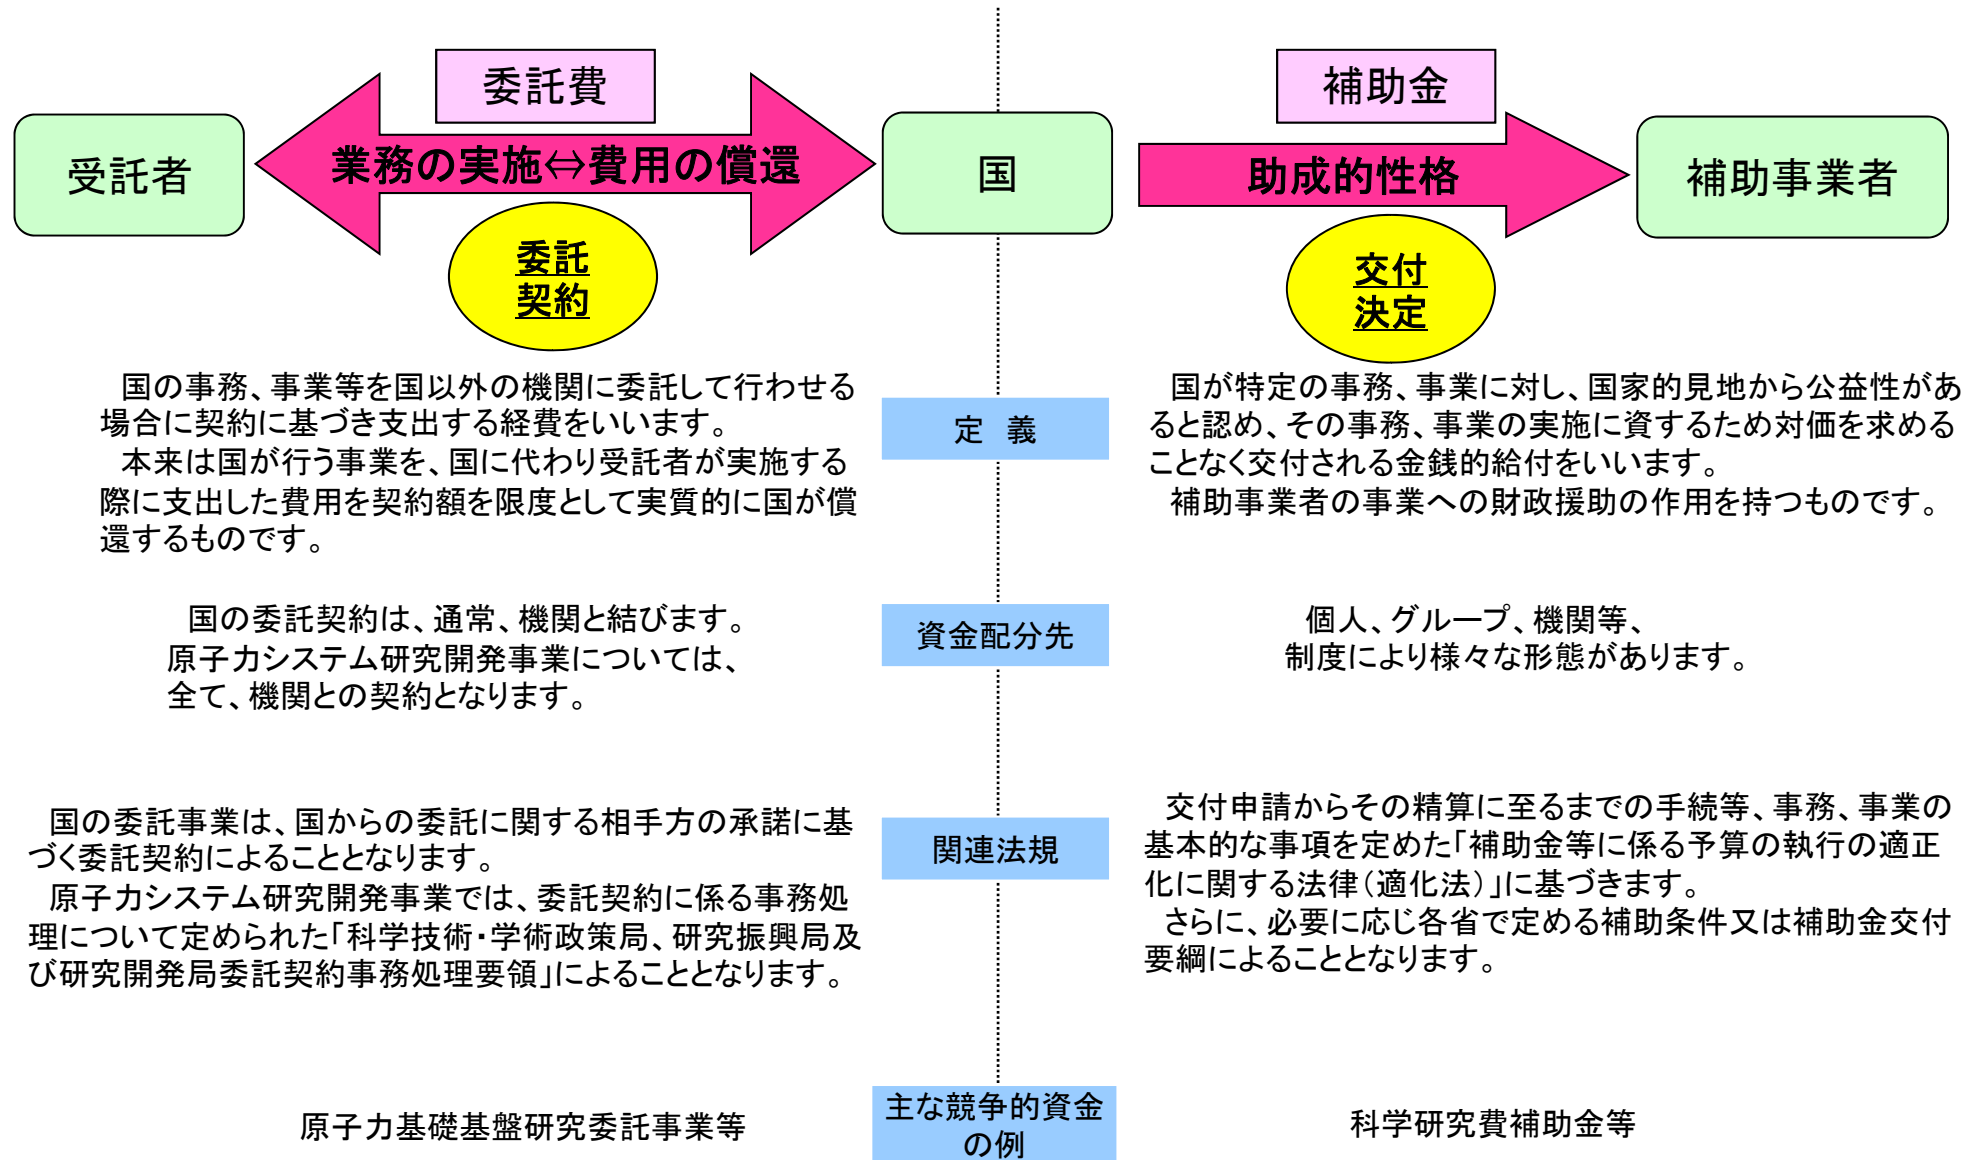 委託費
補助金
受託者
業務の実施⇔費用の償還
国
助成的性格
補助事業者
委託
契約
交付
決定
国の事務、事業等を国以外の機関に委託して行わせる
場合に契約に基づき支出する経費をいいます。
本来は国が行う事業を、国に代わり受託者が実施する
際に支出した費用を契約額を限度として実質的に国が償
還するものです。
定　義
国が特定の事務、事業に対し、国家的見地から公益性があ
ると認め、その事務、事業の実施に資するため対価を求める
ことなく交付される金銭的給付をいいます。
補助事業者の事業への財政援助の作用を持つものです。
国の委託契約は、通常、機関と結びます。
原子力システム研究開発事業については、
全て、機関との契約となります。
資金配分先
個人、グループ、機関等、
制度により様々な形態があります。
国の委託事業は、国からの委託に関する相手方の承諾に基
づく委託契約によることとなります。
原子力システム研究開発事業では、委託契約に係る事務処
理について定められた「科学技術・学術政策局、研究振興局及
び研究開発局委託契約事務処理要領」によることとなります。
関連法規
交付申請からその精算に至るまでの手続等、事務、事業の
基本的な事項を定めた「補助金等に係る予算の執行の適正
化に関する法律（適化法）」に基づきます。
さらに、必要に応じ各省で定める補助条件又は補助金交付
要綱によることとなります。
原子力基礎基盤研究委託事業等
主な競争的資金
の例
科学研究費補助金等